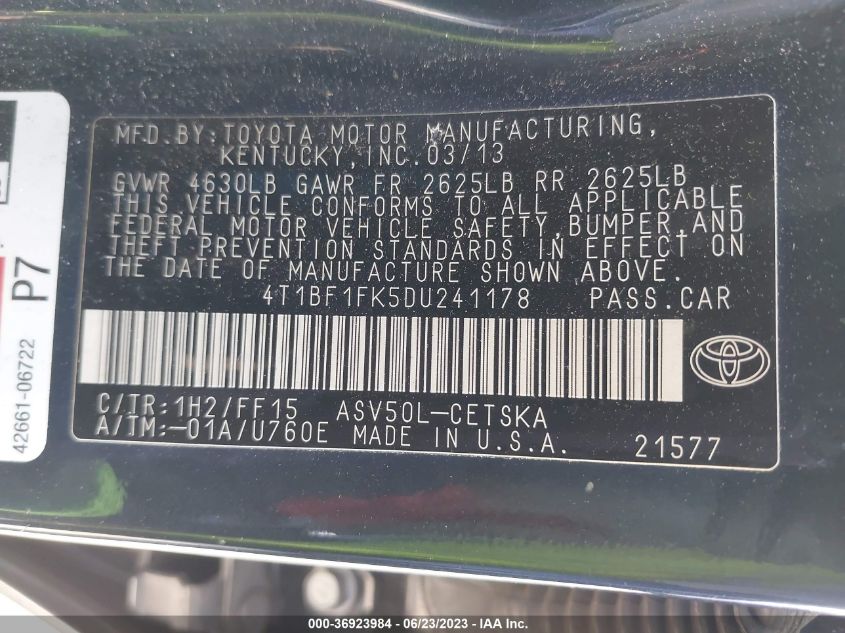 MFD.BY:TOYOTA MOTOR MANUFACTURING,
KENTUCKY,INC.03/13
GVWR 4630LB GAWR FR 2625LB RR 2625LB
THIS VEHICLE CONFORMS TO ALL APPLICABLE
FEDERAL MOTOR VEHICLE SAFETY,BUMPER,AND
THEFT PREVENTION STANDARDS IN EFFECT ON
THE DATE OF MANUFACTURE SHOWN ABOVE.
4T1BF1FK5DU241178 PASS.CAR
C/TR:1H2/FF15 ASV50L-CETSKA
A/TM:-01A/U760E MADE IN U.S.A. 21577
P7
42661-06722
000-36923984 - 06/23/2023 - IAAI.com